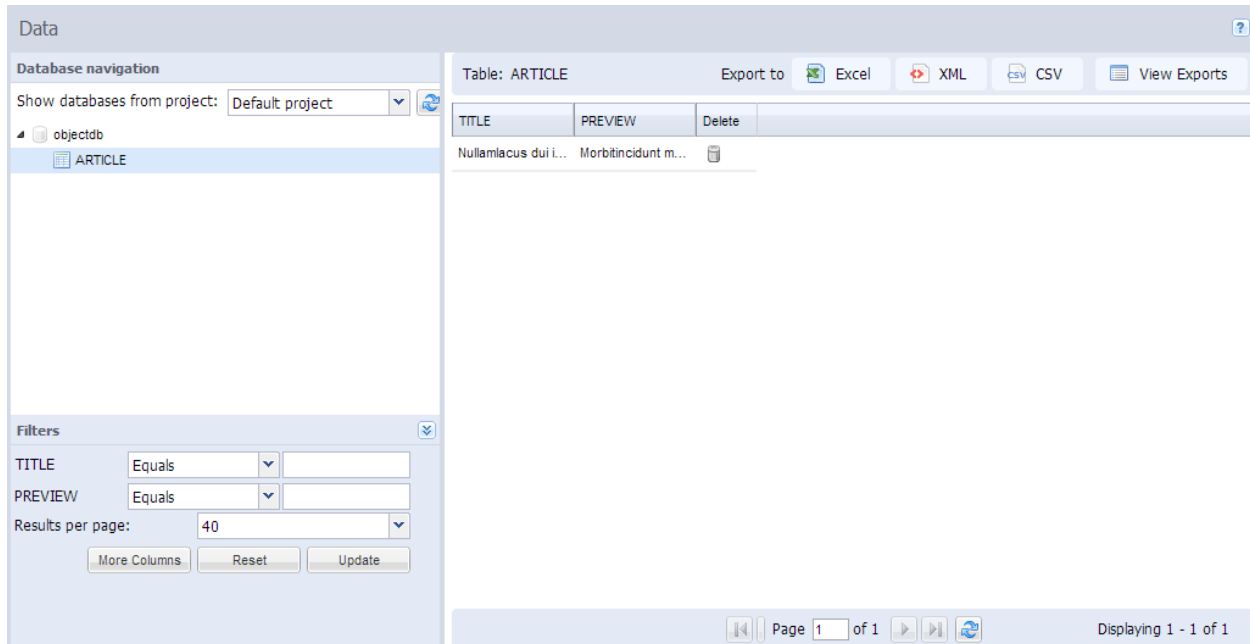 Data
?
Database navigation
Show databases from project: Default project
objectdb
ARTICLE
Filters
TITLE Equals
PREVIEW Equals
Results per page: 40
More Columns Reset Update
Table: ARTICLE Export to Excel XML CSV CSV View Exports
TITLE PREVIEW Delete
Nullamlacus dui i... Morbitincidunt m...
Page 1 of 1 Displaying 1 - 1 of 1